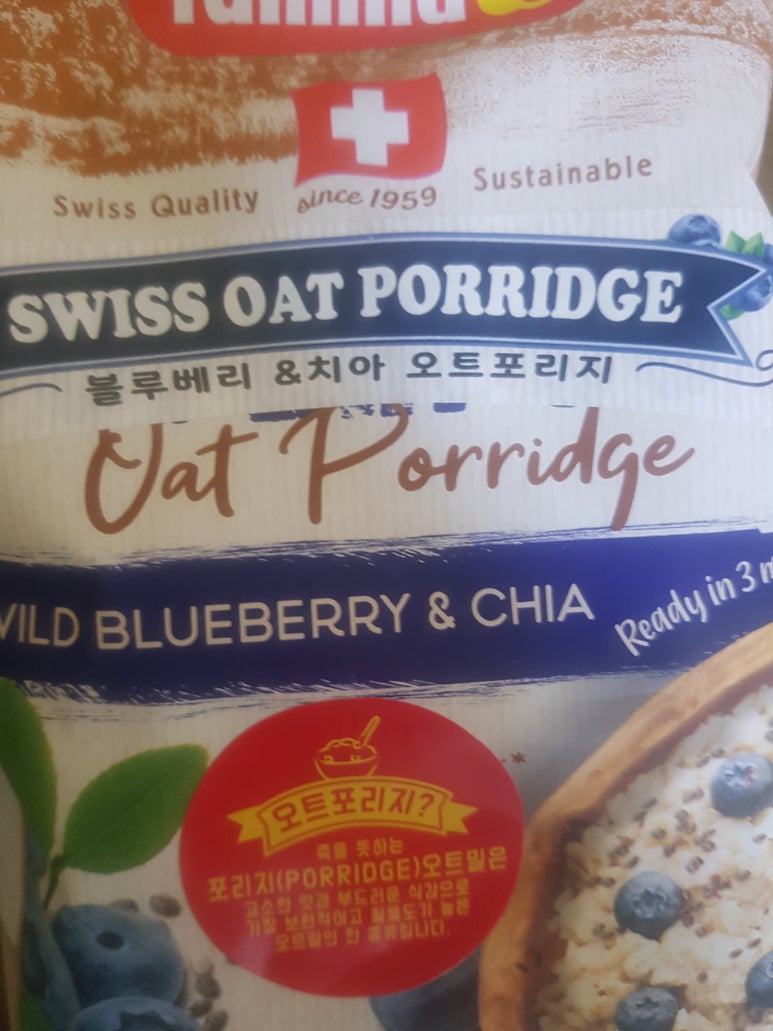 familia
Swiss Quality
since 1959
Sustainable
SWISS OAT PORRIDGE
블루베리 &치아 오트포리지
Oat Porridge
WILD BLUEBERRY & CHIA
Ready in 3
*
오트포리지?
죽을 뜻하는
포리지(PORRIDGE)오트밀은
고소한 맛과 부드러운 식감으로
가장 보편적이고 활용도가 높은
오트밀의 한 종류입니다.